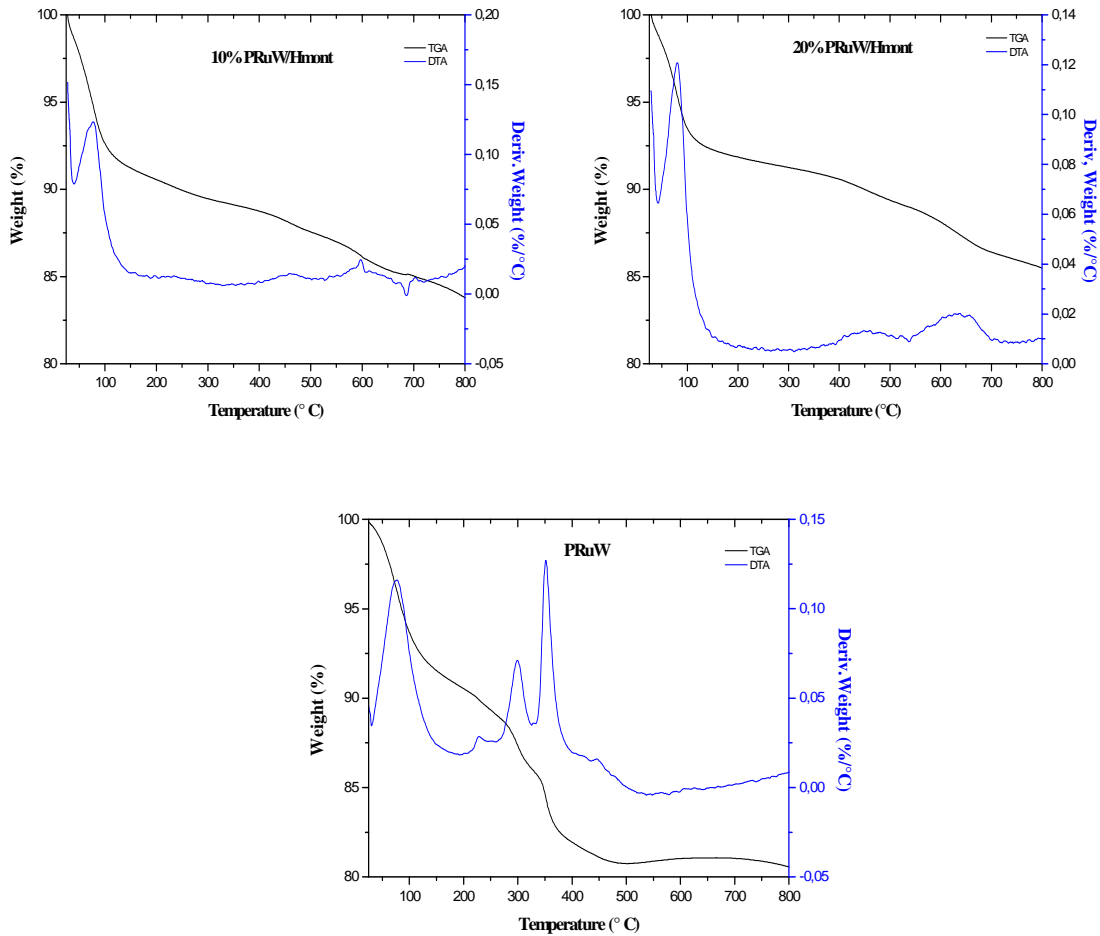 10% PRuW/Hmont
TGA
DTA
Weight (%)
100
95
90
85
80
0,20
0,15
0,10
0,05
0,00
-0,05
Deriv.Weight (%/°C)
100 200 300 400 500 600 700 800
Temperature (° C)
20% PRuW/Hmont
TGA
DTA
Weight (%)
100
95
90
85
80
0,14
0,12
0,10
0,08
0,06
0,04
0,02
0,00
Deriv, Weight (%/°C)
100 200 300 400 500 600 700 800
Temperature (°C)
PRuW
TGA
DTA
Weight (%)
100
95
90
85
80
0,15
0,10
0,05
0,00
-0,05
Deriv.Weight (%/°C)
100 200 300 400 500 600 700 800
Temperature (° C)